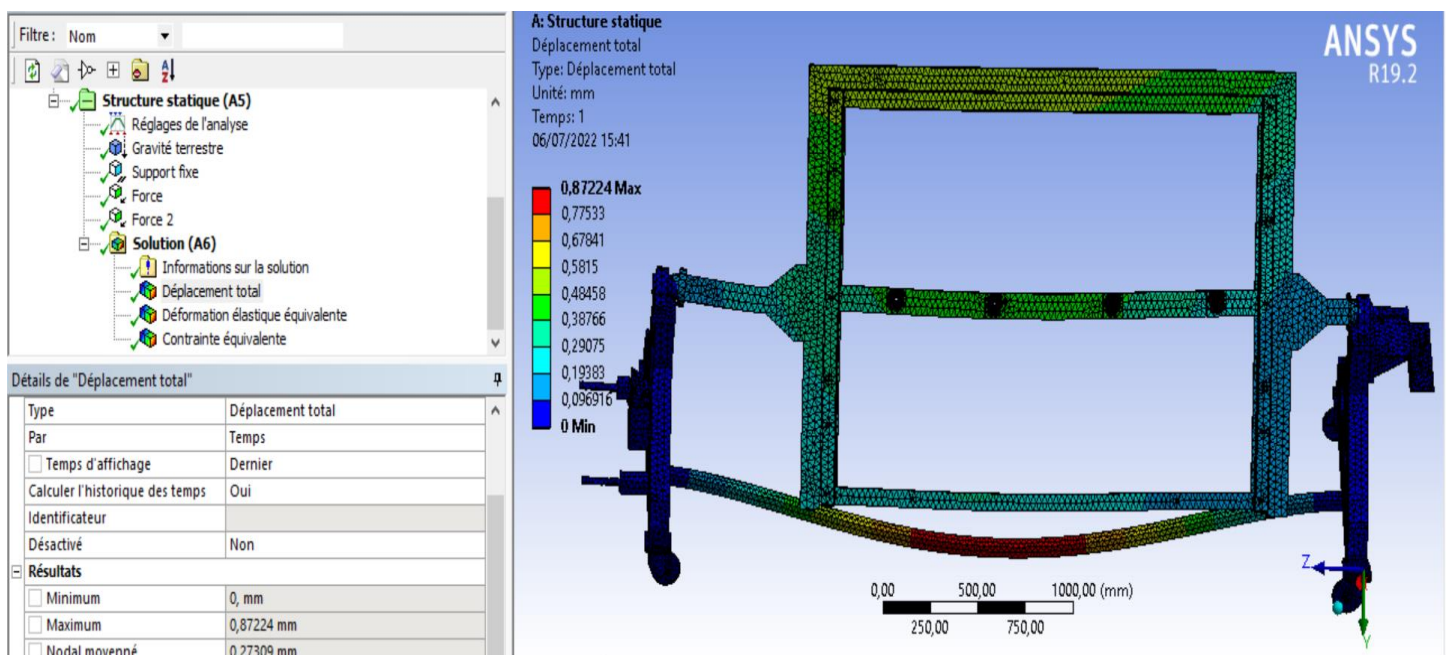 Filtre : Nom
Structure statique (A5)
Réglages de l'analyse
Gravité terrestre
Support fixe
Force
Force 2
Solution (A6)
Informations sur la solution
Déplacement total
Déformation élastique équivalente
Contrainte équivalente
Détails de "Déplacement total"
Type Déplacement total
Par Temps
Temps d'affichage Dernier
Calculer l'historique des temps Oui
Identificateur
Désactivé Non
Résultats
Minimum 0, mm
Maximum 0,87224 mm
Nodal moyenné 0,27309 mm
A: Structure statique
Déplacement total
Type: Déplacement total
Unité: mm
Temps: 1
06/07/2022 15:41
0,87224 Max
0,77533
0,67841
0,5815
0,48458
0,38766
0,29075
0,19383
0,096916
0 Min
ANSYS
R19.2
0,00 500,00 1000,00 (mm)
250,00 750,00
Z
Y